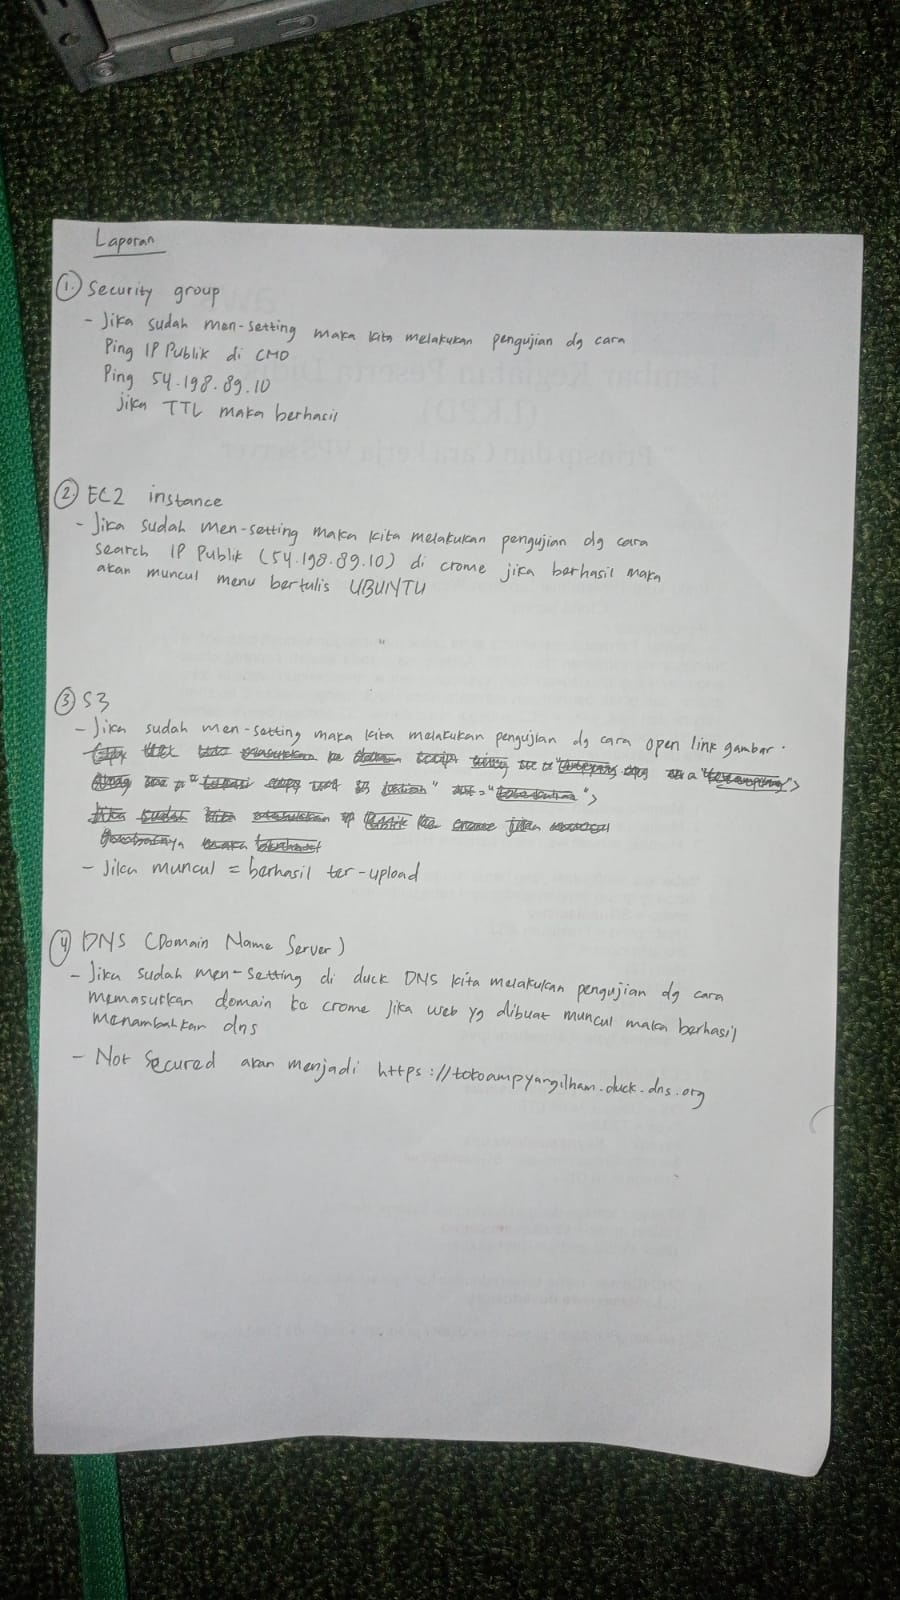 Laporan
1. Security group
- Jika sudah men-setting maka kita melakukan pengujian dg cara
Ping IP Publik di CMD
Ping 54.198.89.10
jika TTL maka berhasil
2. EC2 instance
- Jika sudah men-setting maka kita melakukan pengujian dg cara
search IP Publik (54.198.89.10) di crome jika berhasil maka
akan muncul menu bertulis UBUNTU
3 S3
- Jika sudah men-setting maka kita melakukan pengujian dg cara open link gambar.
- Jika muncul = berhasil ter-upload
4 DNS (Domain Name Server)
- Jika sudah men-setting di duck DNS kita melakukan pengujian dg cara
memasukkan domain ke crome jika web yg dibuat muncul maka berhasil
menambahkan dns
- Not Secured akan menjadi https://tokoampyangilham.duck.dns.org